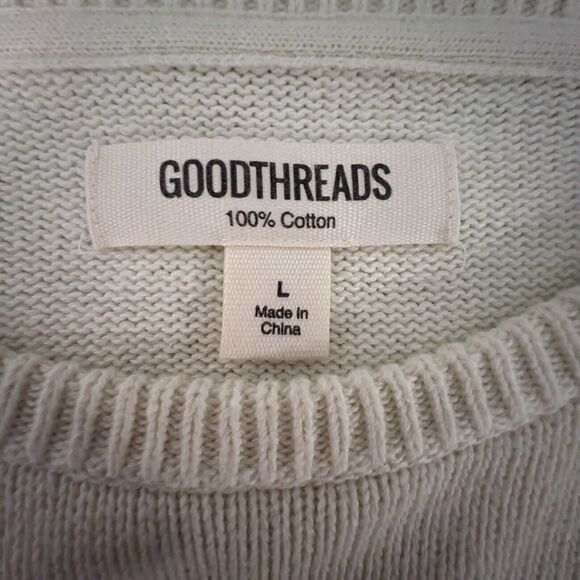 GOODTHREADS
100% Cotton
L
Made in
China